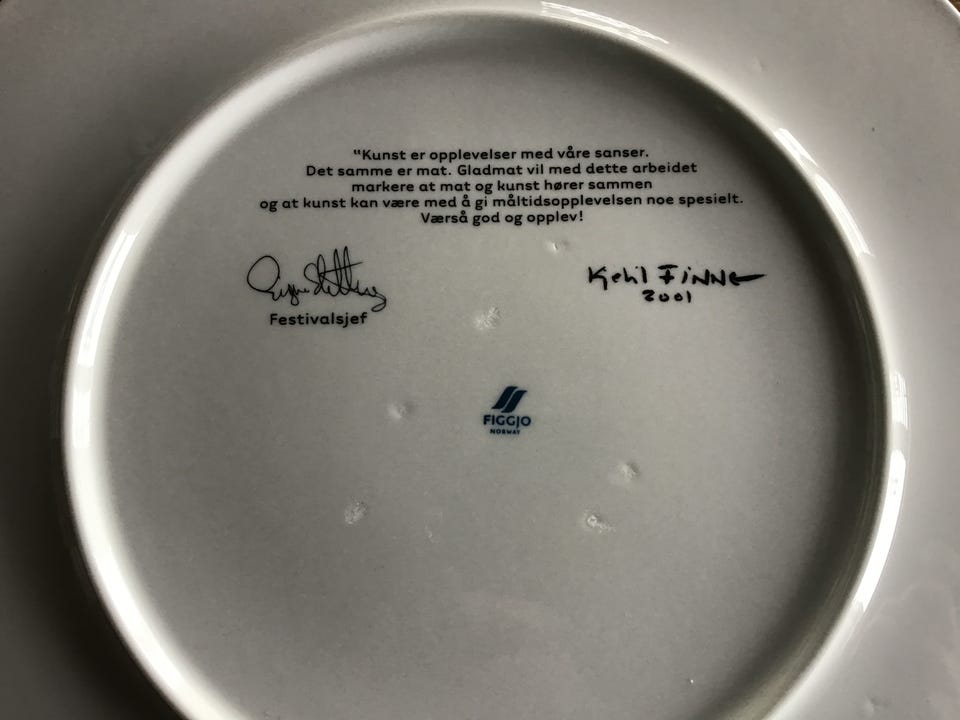 "Kunst er opplevelser med våre sanser.
Det samme er mat. Gladmat vil med dette arbeidet
markere at mat og kunst hører sammen
og at kunst kan være med å gi måltidsopplevelsen noe spesielt.
Værså god og opplev!
Festivalsjef
Kjetil FINNE
2001
FIGGJO
NORWAY